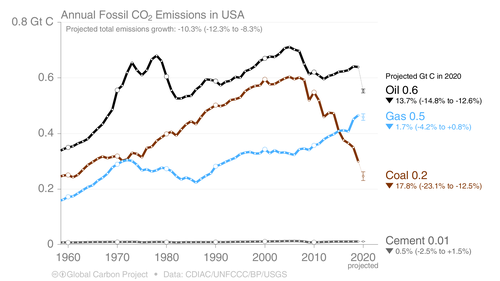 Annual Fossil CO₂ Emissions in USA
0.8 Gt C
Projected total emissions growth: -10.3% (-12.3% to -8.3%)
0.6
0.4
0.2
0
1960
1970
1980
1990
2000
2010
2020
projected
Projected Gt C in 2020
Oil 0.6
▼ 13.7% (-14.8% to -12.6%)
Gas 0.5
▼ 1.7% (-4.2% to +0.8%)
Coal 0.2
▼ 17.8% (-23.1% to -12.5%)
Cement 0.01
▼ 0.5% (-2.5% to +1.5%)
Global Carbon Project • Data: CDIAC/UNFCCC/BP/USGS